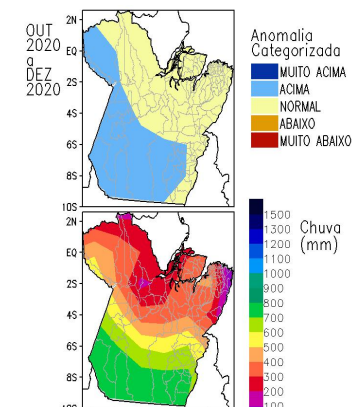 OUT
2020
a
DEZ
2020
2N
EQ
2S
4S
6S
8S
10S
Anomalia
Categorizada
MUITO ACIMA
ACIMA
NORMAL
ABAIXO
MUITO ABAIXO
2N
EQ
2S
4S
6S
8S
10S
1500
1300
1200
1100
1000
900
800
700
600
500
400
300
200
100
Chuva
(mm)